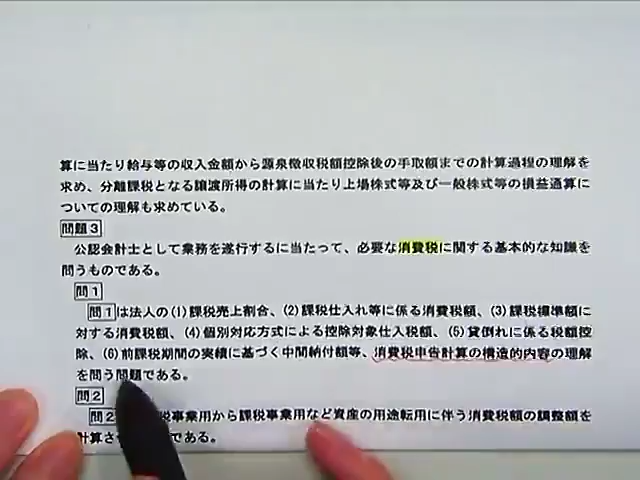 算に当たり給与等の収入金額から源泉徴収税額控除後の手取額までの計算過程の理解を
求め、分離課税となる譲渡所得の計算に当たり上場株式等及び一般株式等の損益通算に
ついての理解も求めている。
問題3
公認会計士として業務を遂行するに当たって、必要な消費税に関する基本的な知識を
問うものである。
問1
問1は法人の(1)課税売上割合、(2)課税仕入れ等に係る消費税額、(3)課税標準額に
対する消費税額、(4)個別対応方式による控除対象仕入税額、(5)貸倒れに係る税額控
除、(6)前課税期間の実績に基づく中間納付額等、消費税申告計算の構造的内容の理解
を問う問題である。
問2
問2 税事業用から課税事業用など資産の用途転用に伴う消費税額の調整額を
計算さ である。